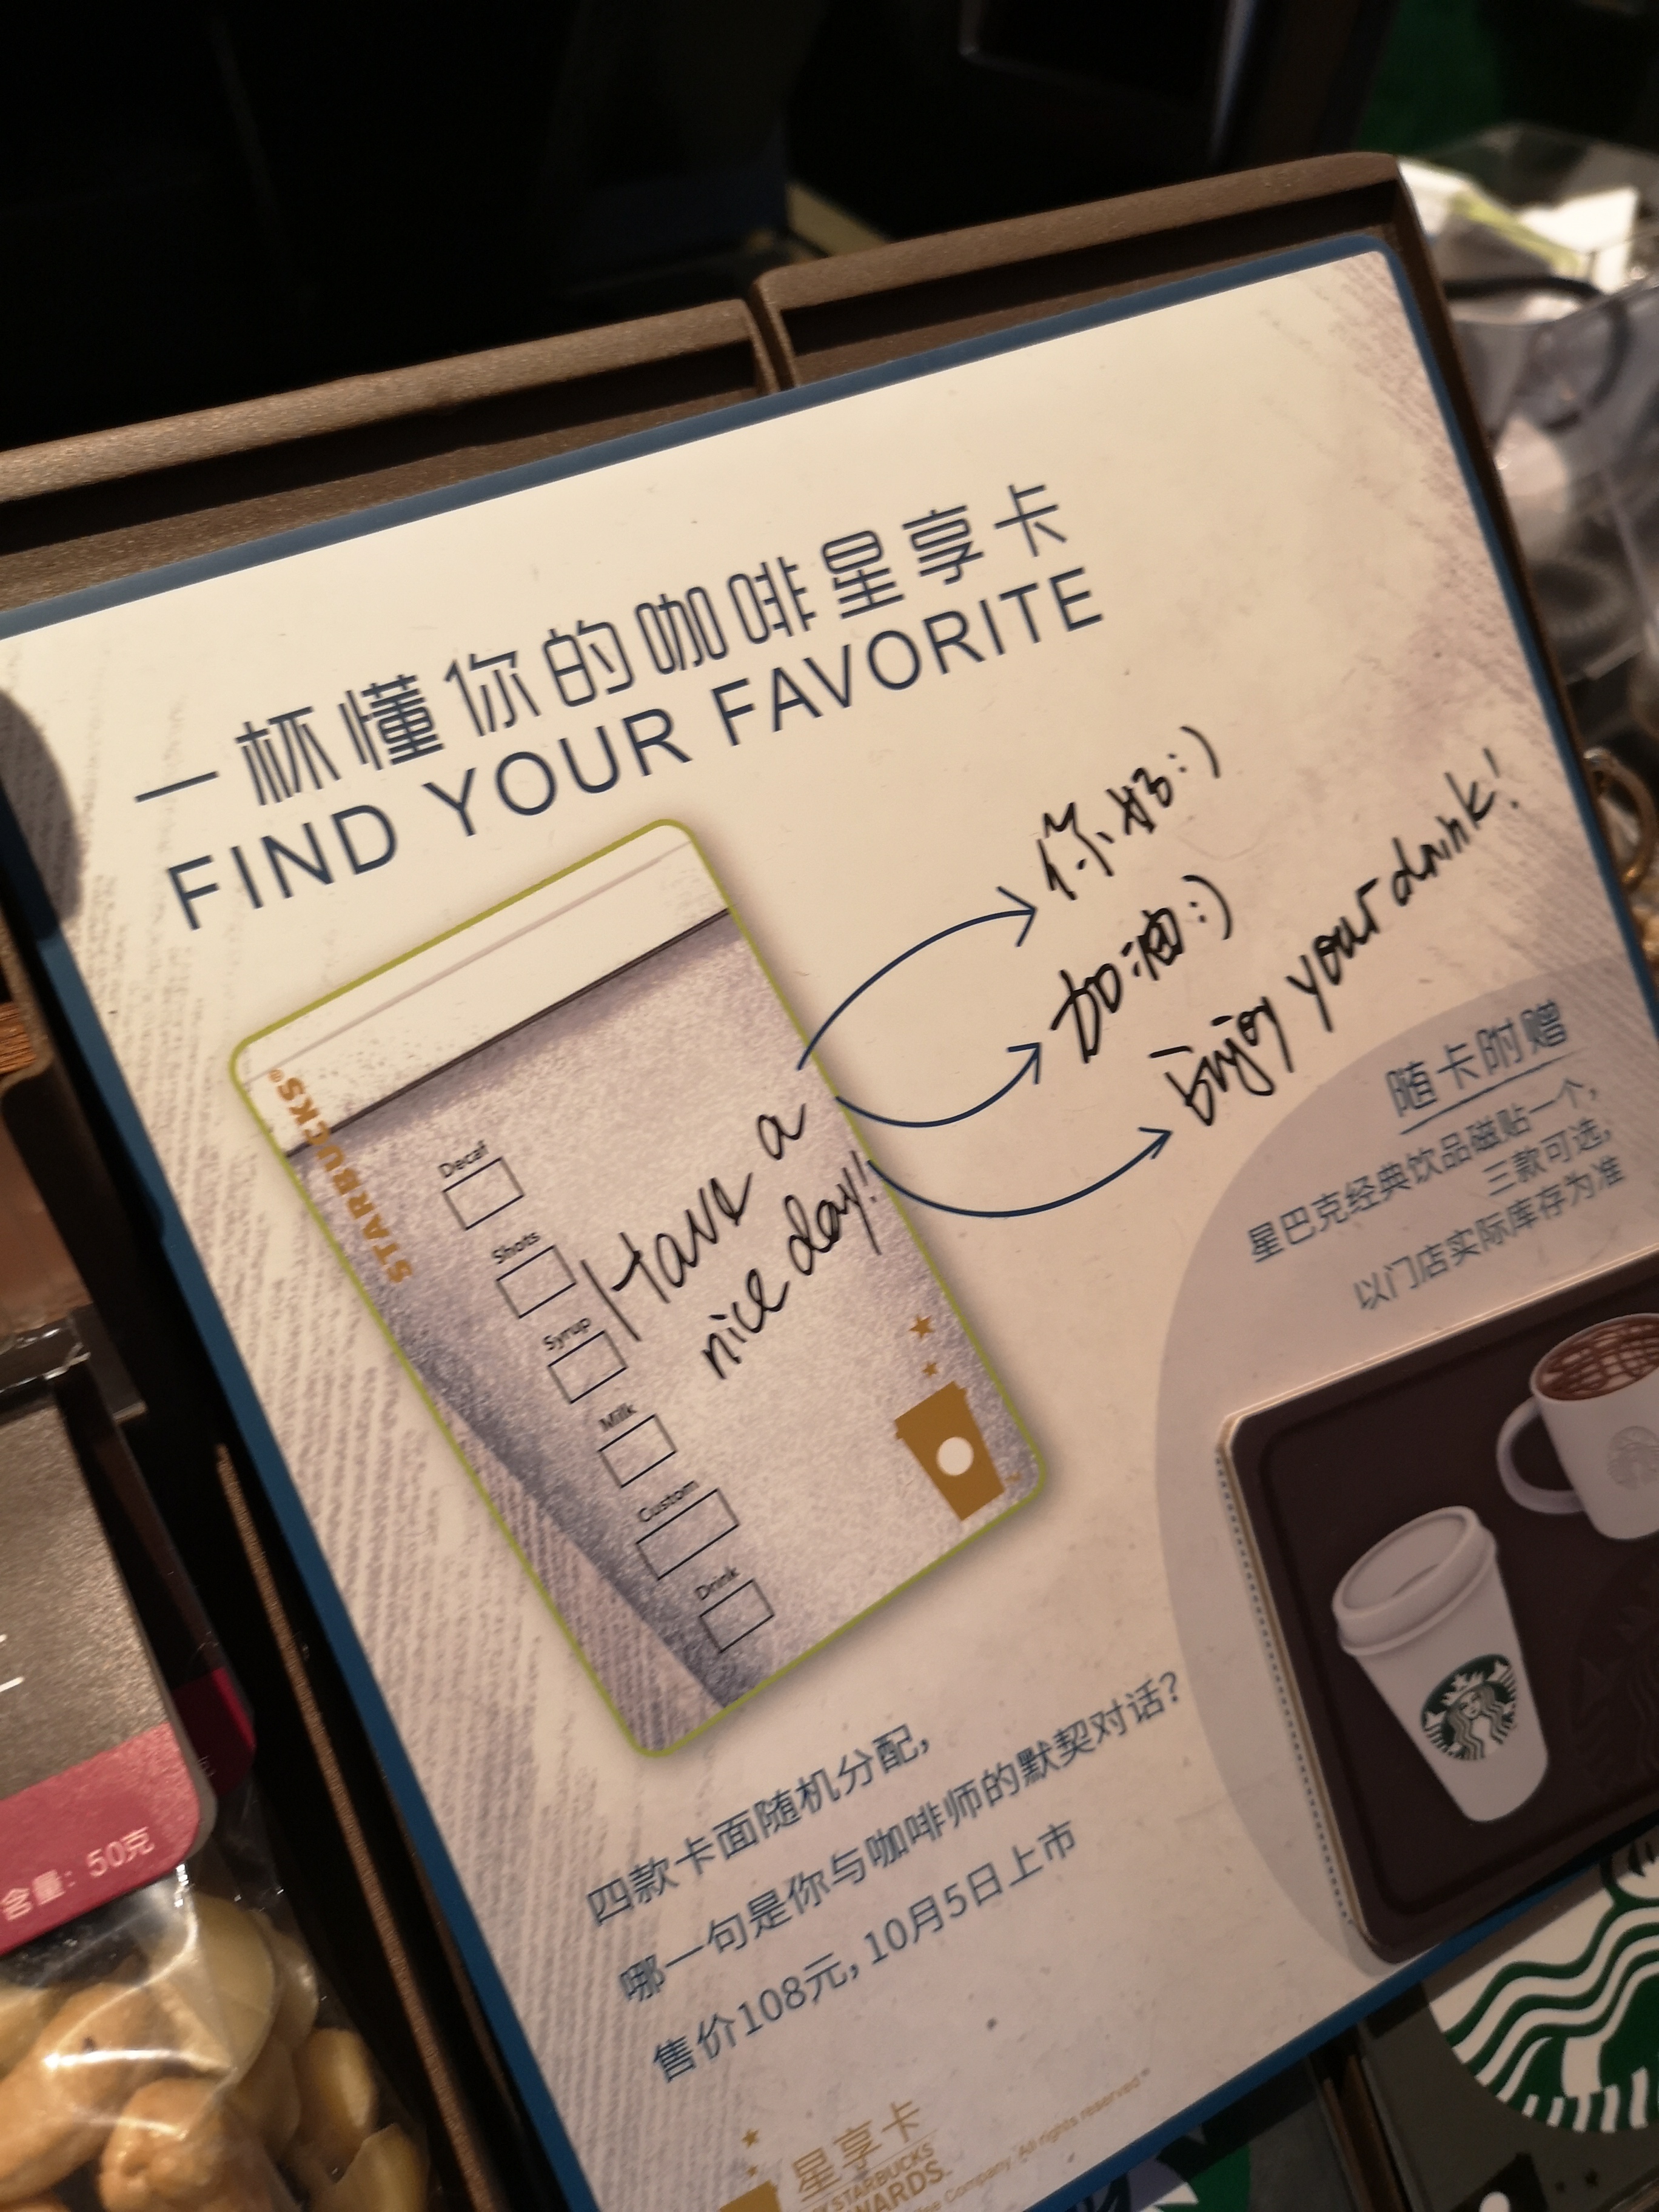 一杯懂你的咖啡星享卡
FIND YOUR FAVORITE
你好:)
加油:)
Enjoy your drink!
STARBUCKS®
Decaf
Shots
Syrup
Milk
Custom
Drink
Have a
nice day!
随卡附赠
星巴克经典饮品磁贴一个,
三款可选,
以门店实际库存为准
四款卡面随机分配,
哪一句是你与咖啡师的默契对话?
售价108元, 10月5日上市
星享卡
STARBUCKS
Company. All rights reserved.
含量: 50克